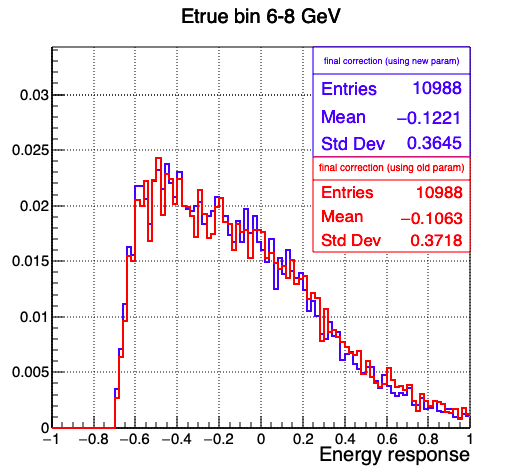 Etrue bin 6-8 GeV
final correction (using new param)
Entries 10988
Mean −0.1221
Std Dev 0.3645
final correction (using old param)
Entries 10988
Mean −0.1063
Std Dev 0.3718
0.03
0.025
0.02
0.015
0.01
0.005
0
−1 −0.8 −0.6 −0.4 −0.2 0 0.2 0.4 0.6 0.8 1
Energy response